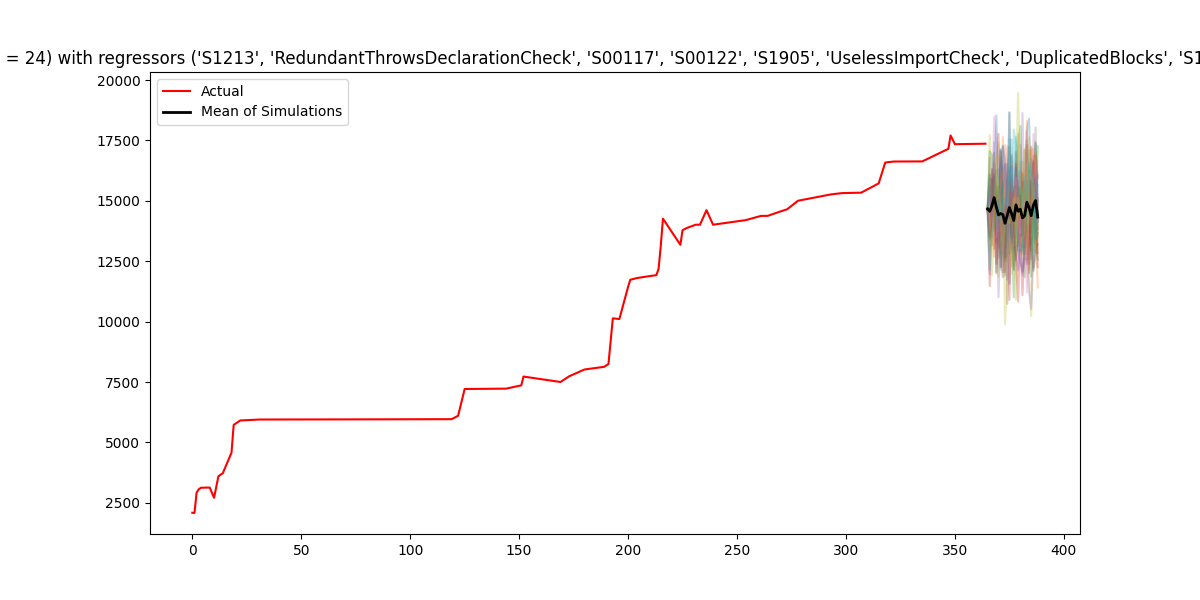 = 24) with regressors ('S1213', 'RedundantThrowsDeclarationCheck', 'S00117', 'S00122', 'S1905', 'UselessImportCheck', 'DuplicatedBlocks', 'S1
Actual
Mean of Simulations
20000
17500
15000
12500
10000
7500
5000
2500
0 50 100 150 200 250 300 350 400